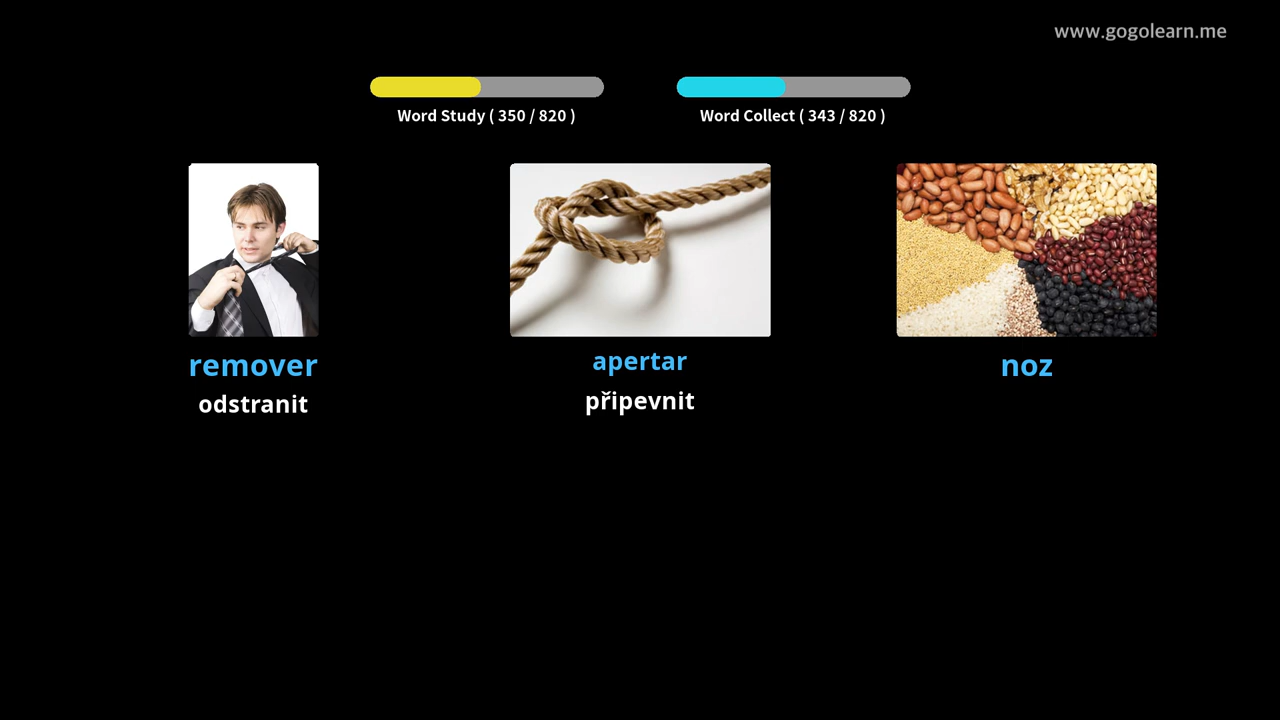 www.gogolearn.me
Word Study ( 350 / 820 )
Word Collect ( 343 / 820 )
remover
odstranit
apertar
připevnit
noz